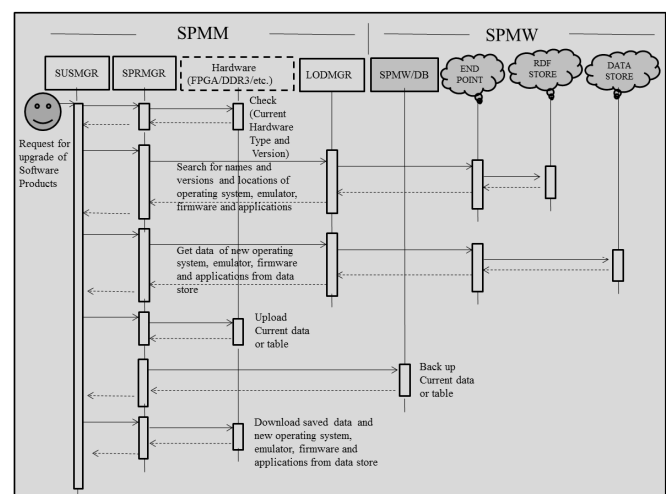 SPMM
SPMW
SUSMGR
SPRMGR
Hardware
(FPGA/DDR3/etc.)
LODMGR
SPMW/DB
END
POINT
RDF
STORE
DATA
STORE
Request for
upgrade of
Software
Products
Check
(Current
Hardware
Type and
Version)
Search for names and
versions and locations of
operating system, emulator,
firmware and applications
Get data of new operating
system, emulator, firmware
and applications from data
store
Upload
Current data
or table
Back up
Current data
or table
Download saved data and
new operating system,
emulator, firmware and
applications from data store